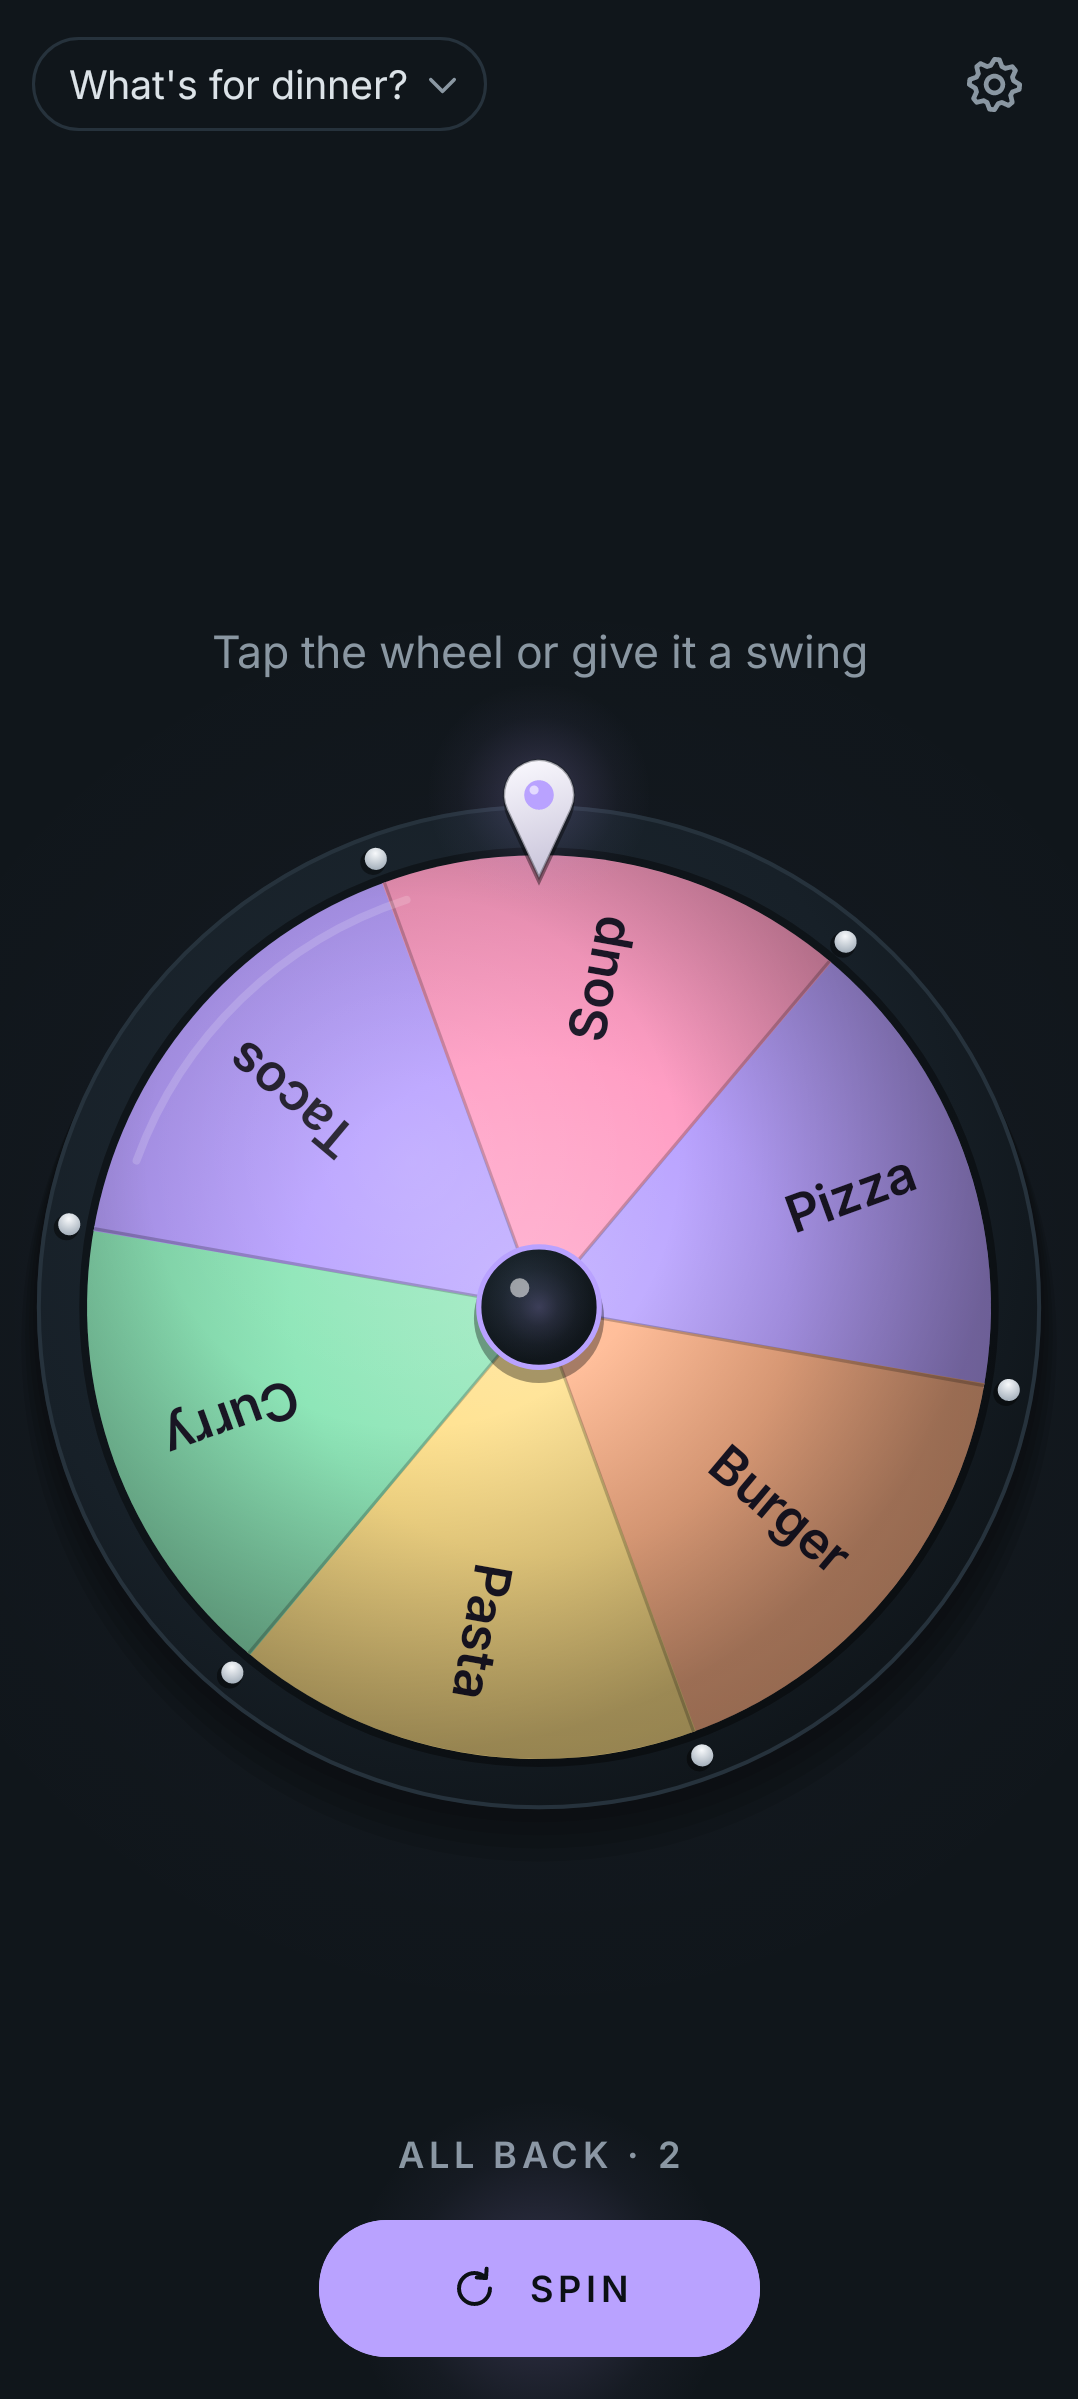 What's for dinner?
Tap the wheel or give it a swing
Soup
Pizza
Tacos
Curry
Burger
Pasta
ALL BACK · 2
SPIN